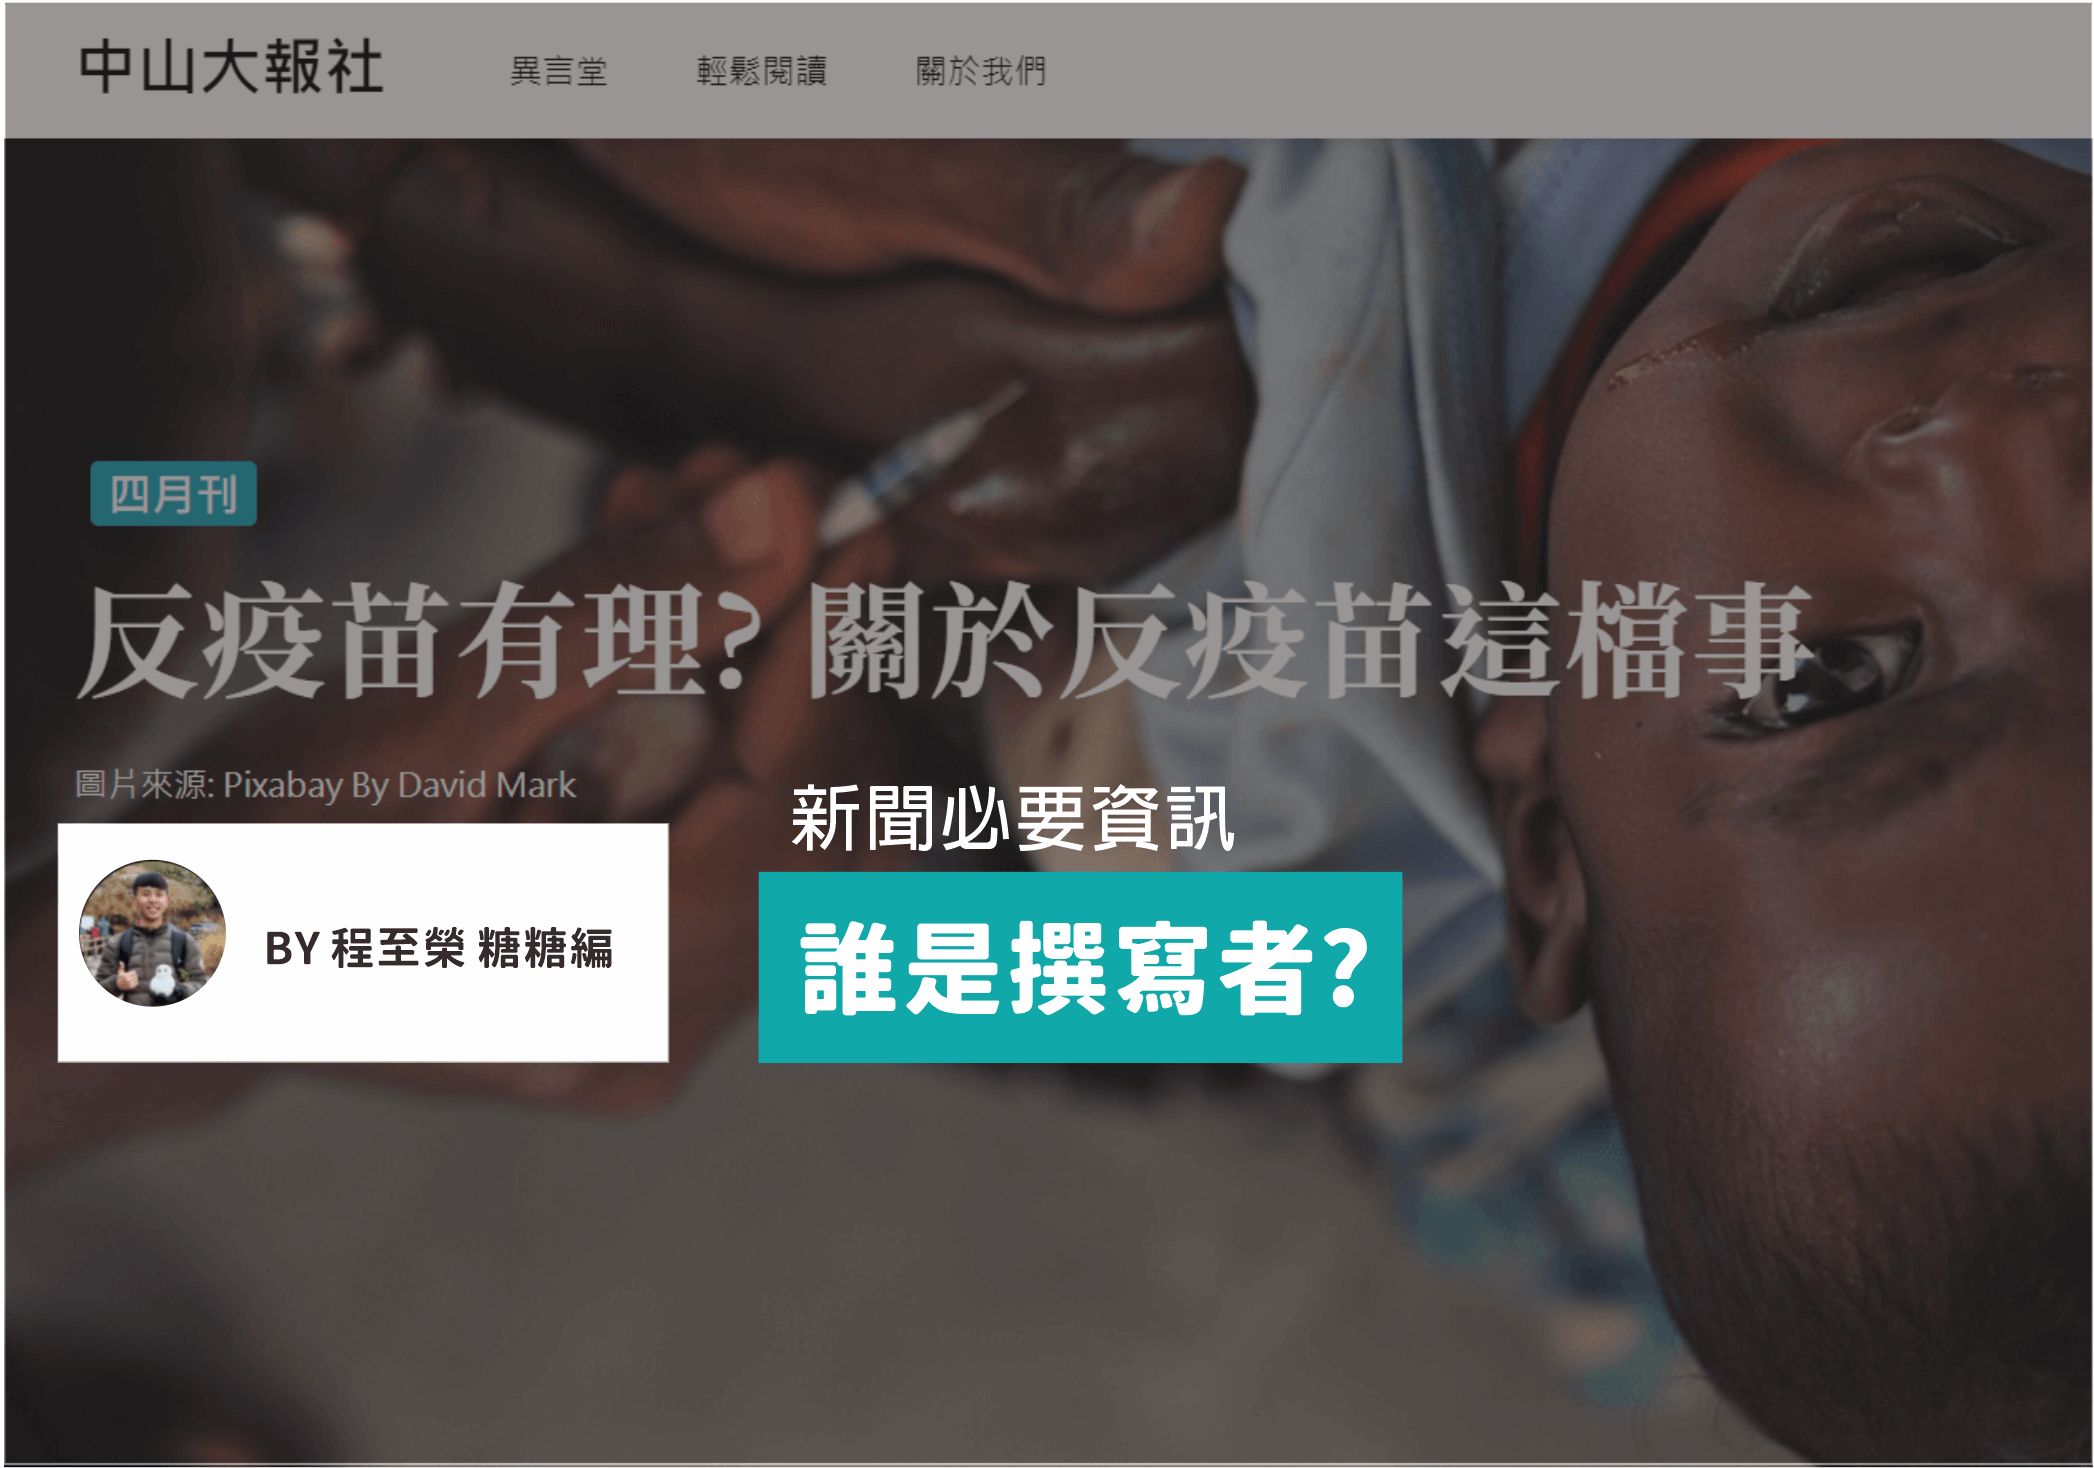 中山大報社 異言堂 輕鬆閱讀 關於我們
四月刊
反疫苗有理? 關於反疫苗這檔事
圖片來源: Pixabay By David Mark
新聞必要資訊
BY 程至榮 糖糖編
誰是撰寫者?